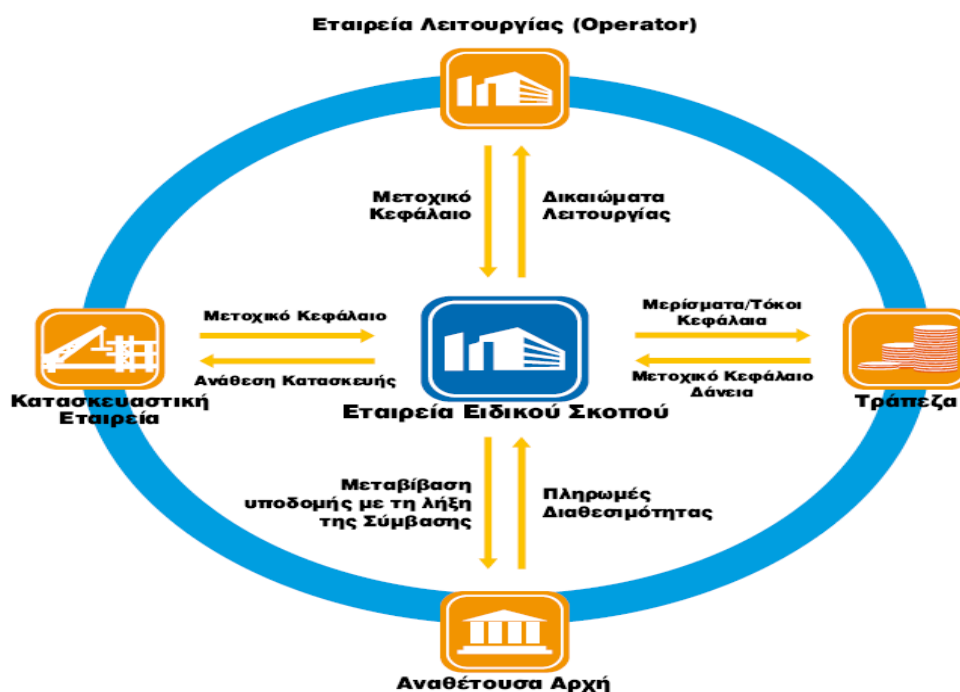 Εταιρεία Λειτουργίας (Operator)
Μετοχικό
Κεφάλαιο
Δικαιώματα
Λειτουργίας
Μετοχικό Κεφάλαιο
Ανάθεση Κατασκευής
Μερίσματα/Τόκοι
Κεφάλαια
Μετοχικό Κεφάλαιο
Δάνεια
Κατασκευαστική
Εταιρεία
Εταιρεία Ειδικού Σκοπού
Τράπεζα
Μεταβίβαση
υποδομής με τη λήξη
της Σύμβασης
Πληρωμές
Διαθεσιμότητας
Αναθέτουσα Αρχή